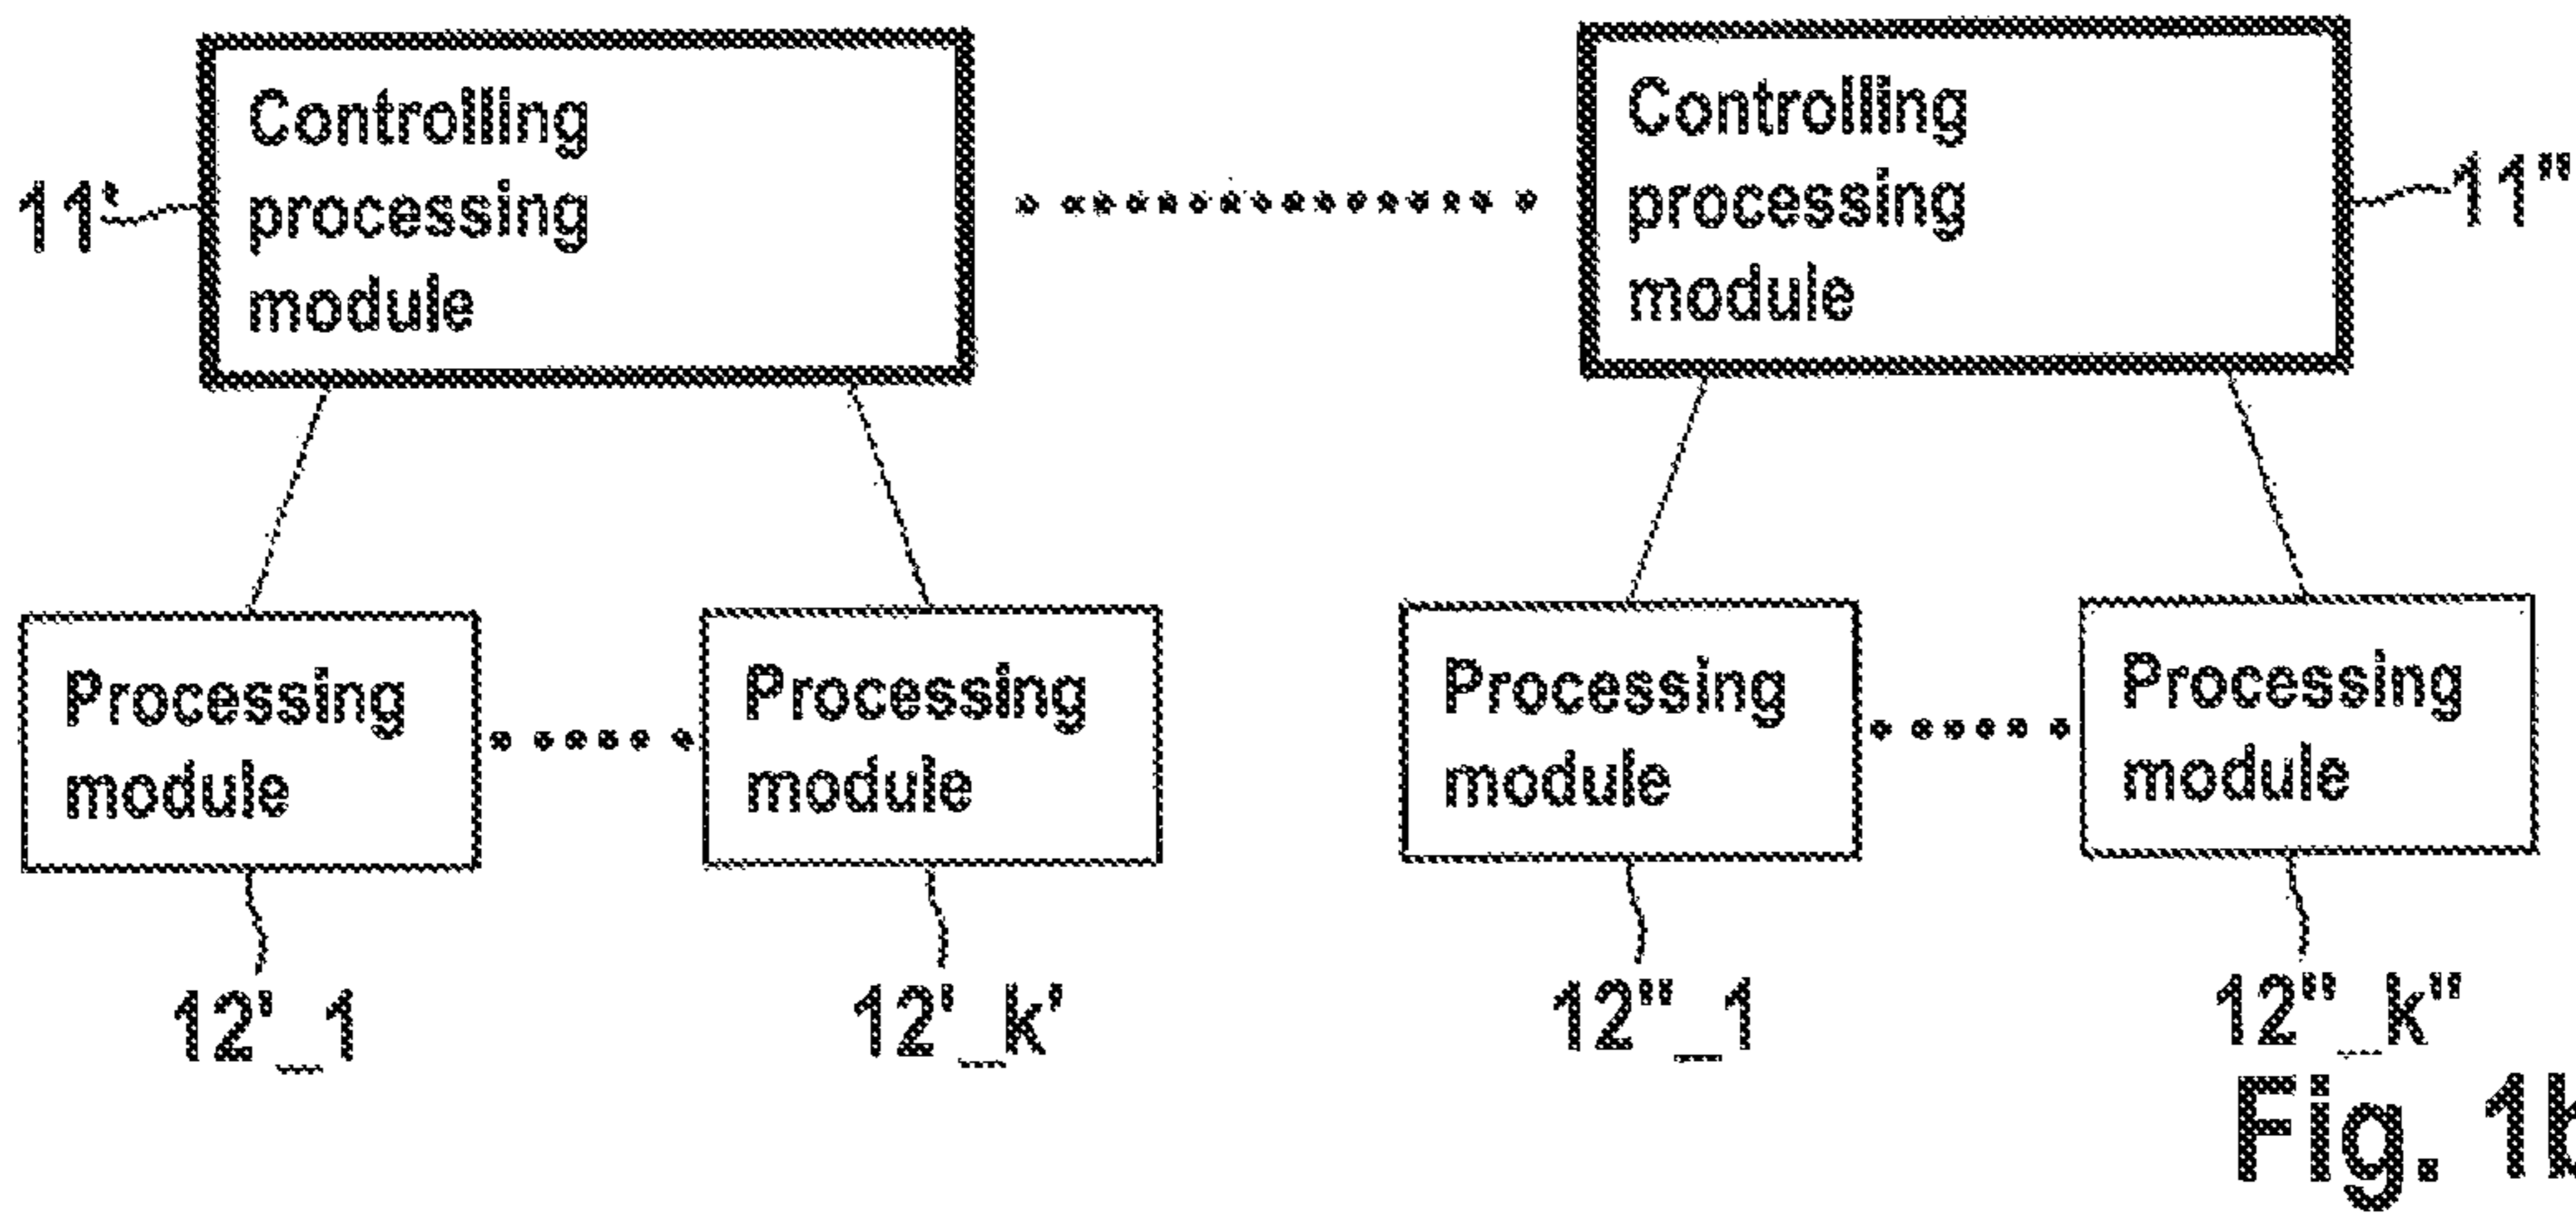 Controlling
processing
module
Controlling
processing
module
11'
11"
Processing
module
Processing
module
Processing
module
Processing
module
12'_1
12'_k'
12"_1
12"_k"
Fig. 1b